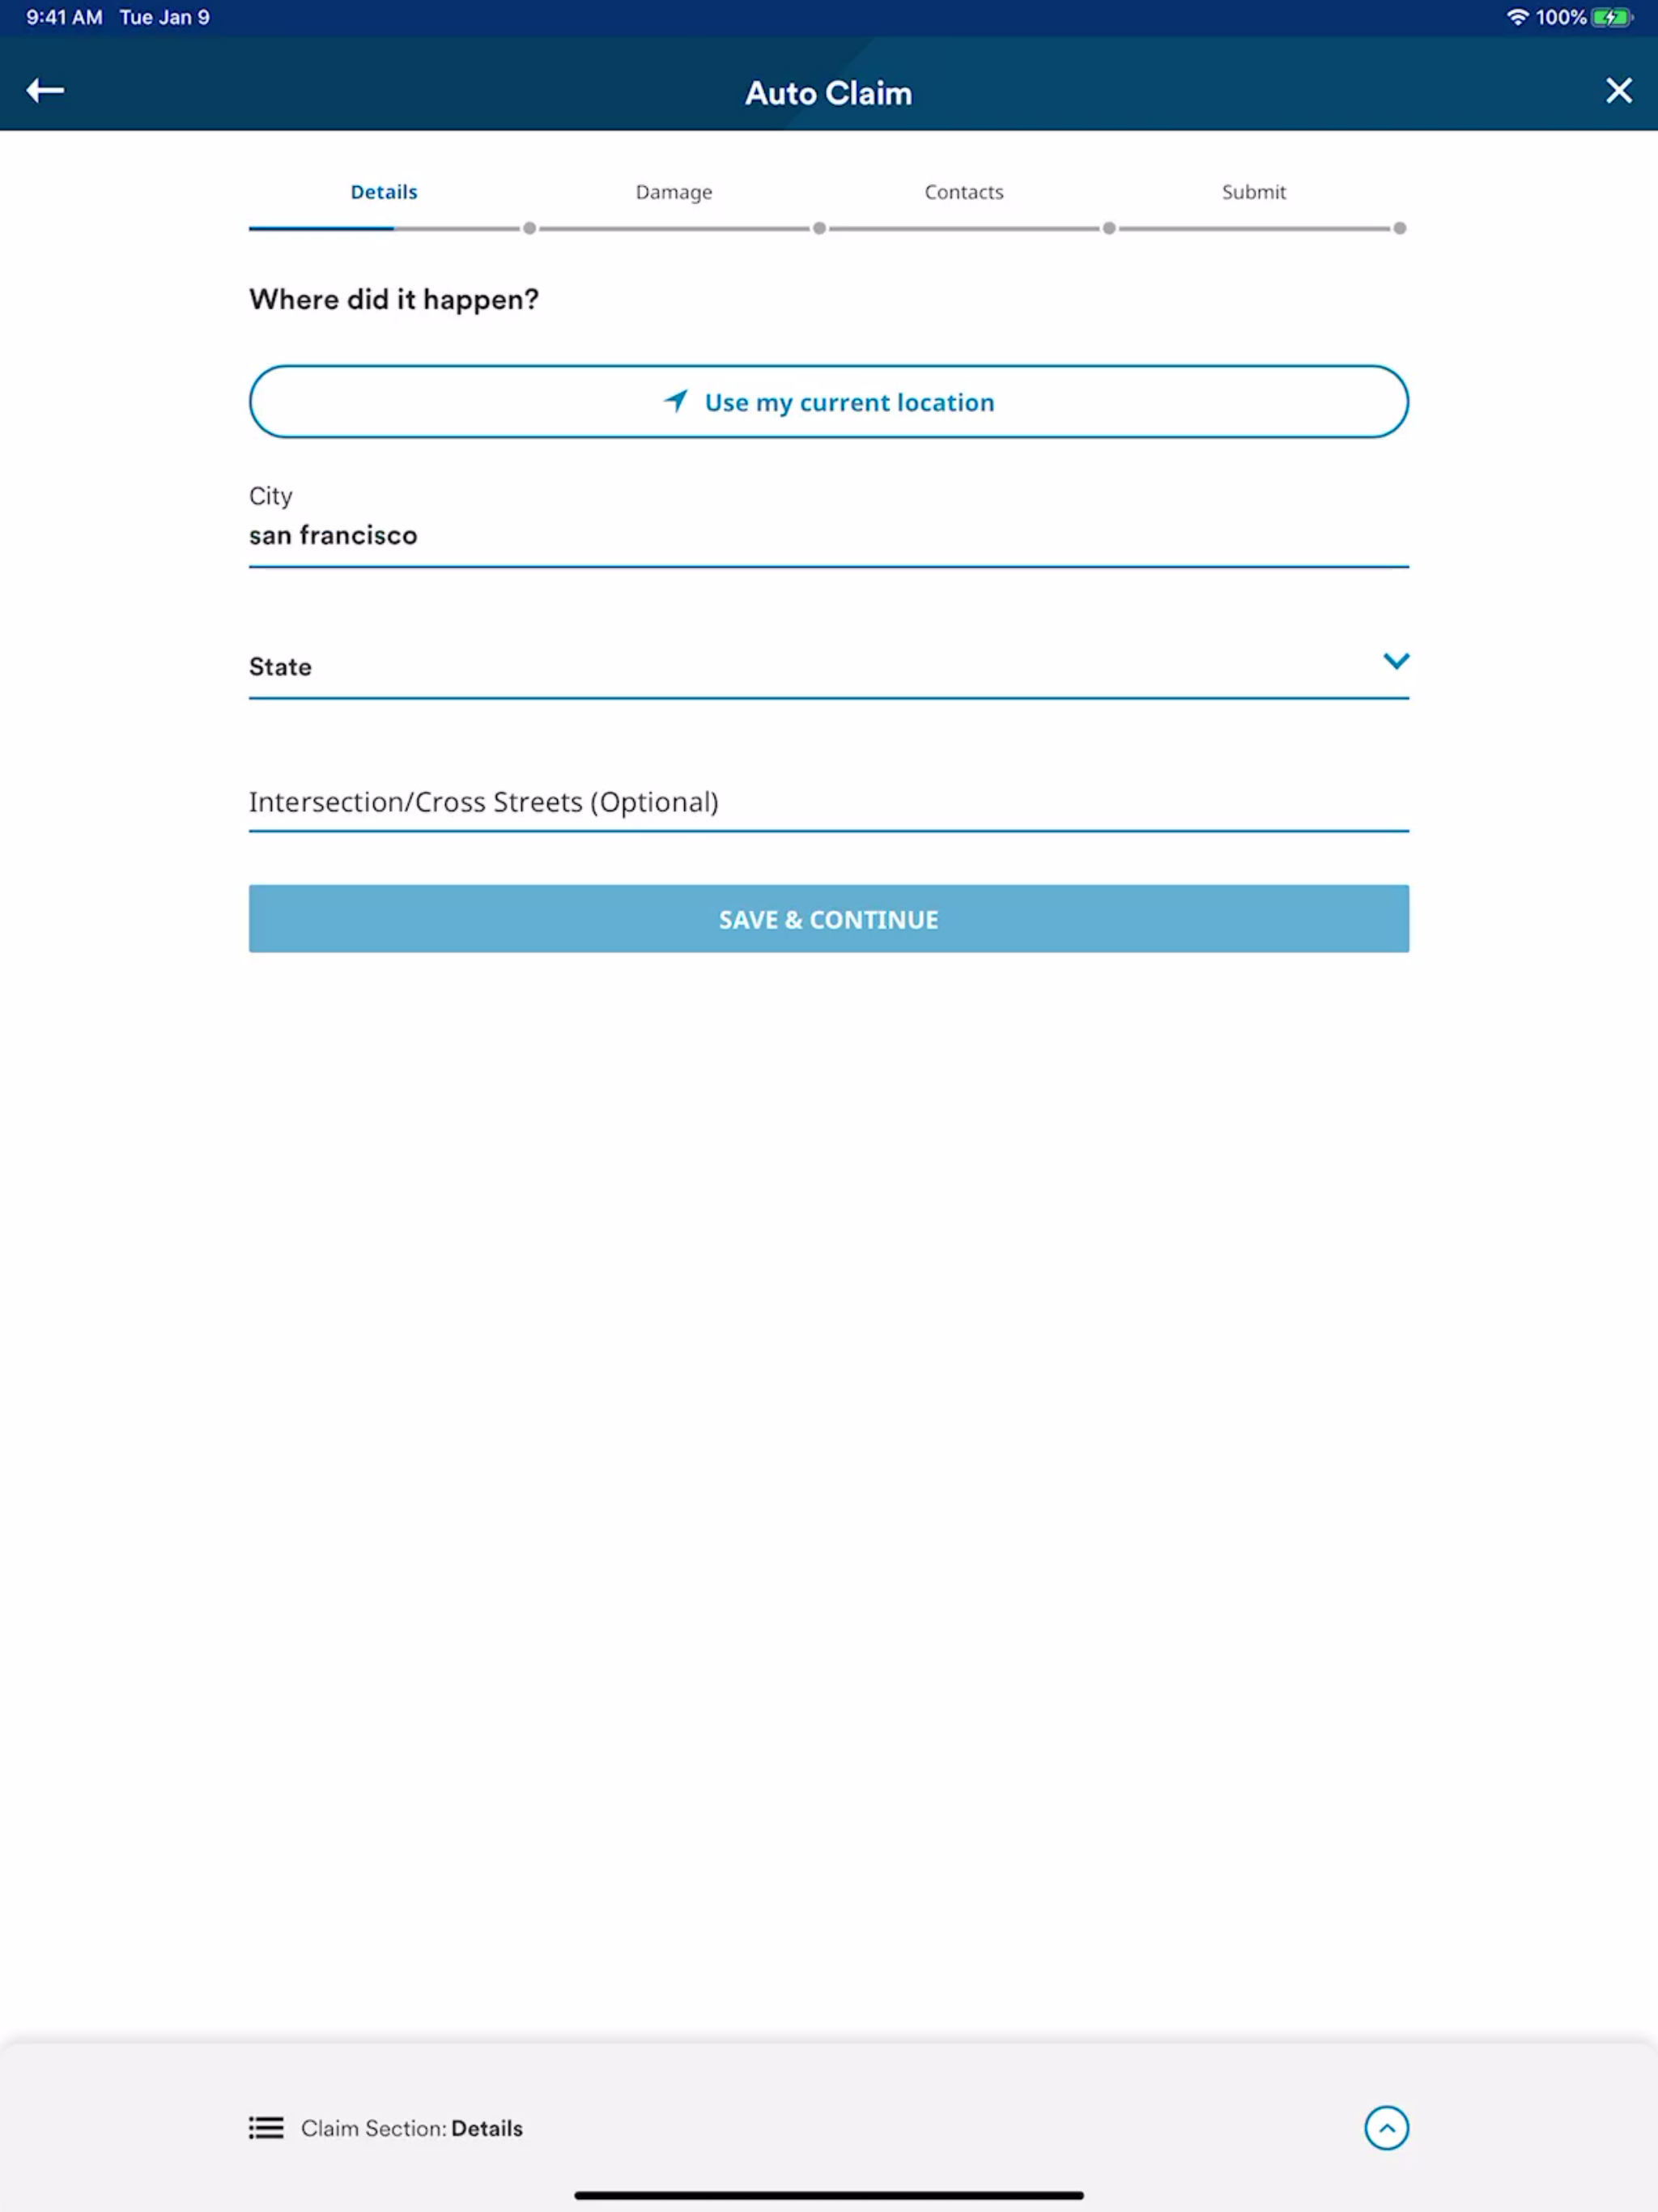 9:41 AM Tue Jan 9 100%
Auto Claim
Details Damage Contacts Submit
Where did it happen?
Use my current location
City
san francisco
State
Intersection/Cross Streets (Optional)
SAVE & CONTINUE
Claim Section: Details